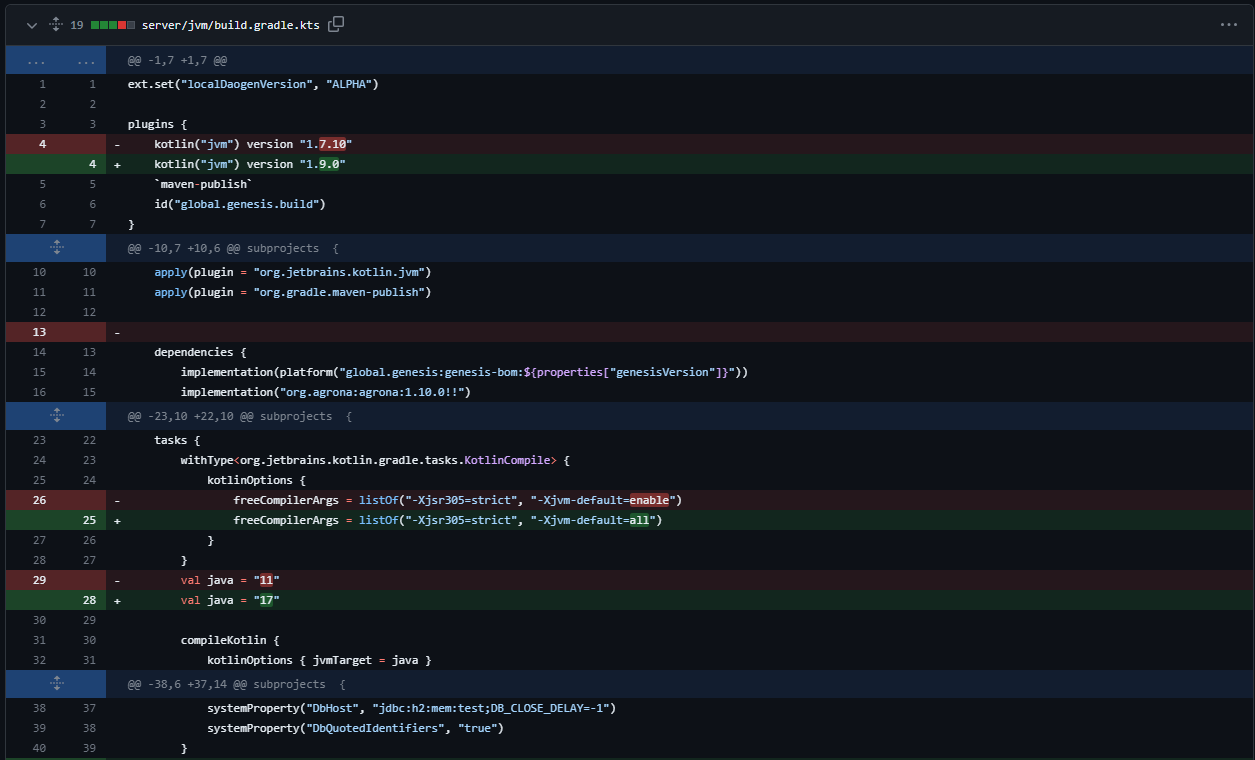 19 server/jvm/build.gradle.kts
... ... @@ -1,7 +1,7 @@
1 1 ext.set("localDaogenVersion", "ALPHA")
2 2
3 3 plugins {
4 - kotlin("jvm") version "1.7.10"
4 + kotlin("jvm") version "1.9.0"
5 5 `maven-publish`
6 6 id("global.genesis.build")
7 7 }
@@ -10,7 +10,6 @@ subprojects {
10 10 apply(plugin = "org.jetbrains.kotlin.jvm")
11 11 apply(plugin = "org.gradle.maven-publish")
12 12
13 -
14 13 dependencies {
15 14 implementation(platform("global.genesis:genesis-bom:${properties["genesisVersion"]}"))
16 15 implementation("org.agrona:agrona:1.10.0!!")
@@ -23,10 +22,10 @@ subprojects {
23 22 tasks {
24 23 withType<org.jetbrains.kotlin.gradle.tasks.KotlinCompile> {
25 24 kotlinOptions {
26 - freeCompilerArgs = listOf("-Xjsr305=strict", "-Xjvm-default=enable")
25 + freeCompilerArgs = listOf("-Xjsr305=strict", "-Xjvm-default=all")
27 26 }
28 27 }
29 - val java = "11"
28 + val java = "17"
30 29
31 30 compileKotlin {
32 31 kotlinOptions { jvmTarget = java }
@@ -38,6 +37,14 @@ subprojects {
38 37 systemProperty("DbHost", "jdbc:h2:mem:test;DB_CLOSE_DELAY=-1")
39 38 systemProperty("DbQuotedIdentifiers", "true")
40 39 }